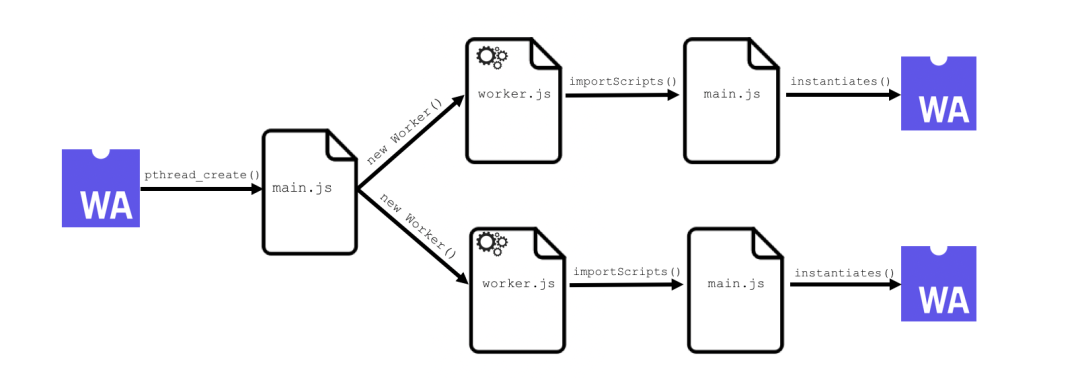 WA
pthread_create()
main.js
new Worker()
worker.js
importScripts()
main.js
instantiates()
WA
new Worker()
worker.js
importScripts()
main.js
instantiates()
WA